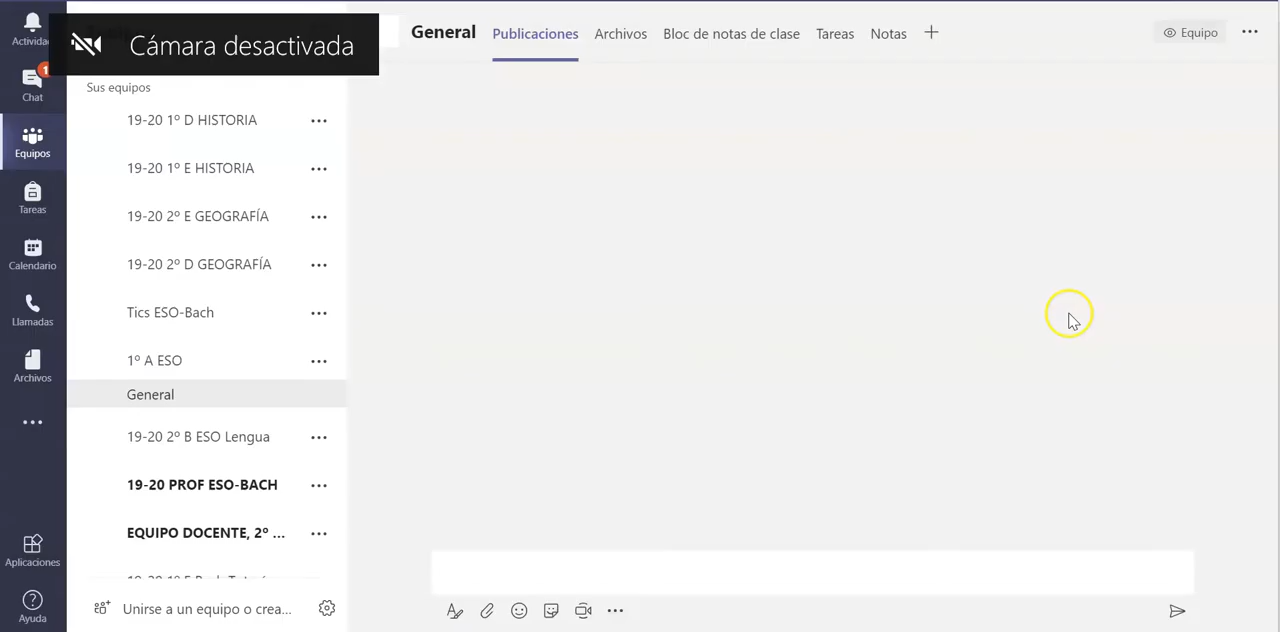 Actividad
Cámara desactivada
1
Chat
Equipos
Tareas
Calendario
Llamadas
Archivos
Aplicaciones
Ayuda
Sus equipos
19-20 1º D HISTORIA
19-20 1º E HISTORIA
19-20 2º E GEOGRAFÍA
19-20 2º D GEOGRAFÍA
Tics ESO-Bach
1º A ESO
General
19-20 2º B ESO Lengua
19-20 PROF ESO-BACH
EQUIPO DOCENTE, 2º ...
Unirse a un equipo o crea...
General Publicaciones Archivos Bloc de notas de clase Tareas Notas
Equipo